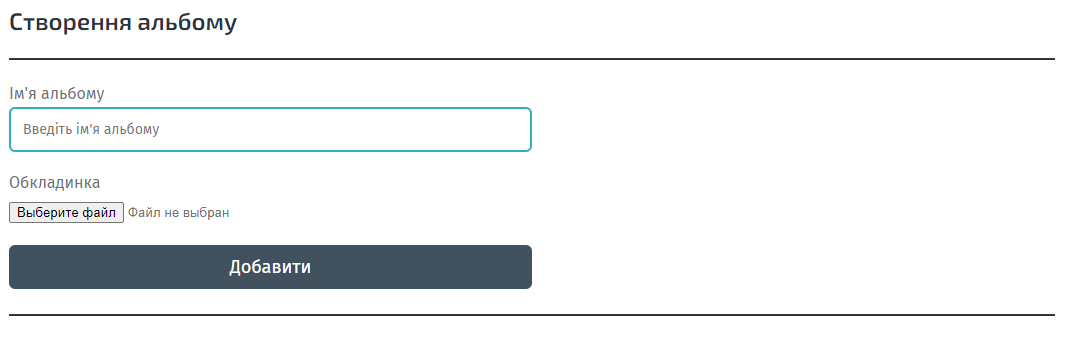 Створення альбому
Ім'я альбому
Введіть ім'я альбому
Обкладинка
Выберите файл Файл не выбран
Добавити